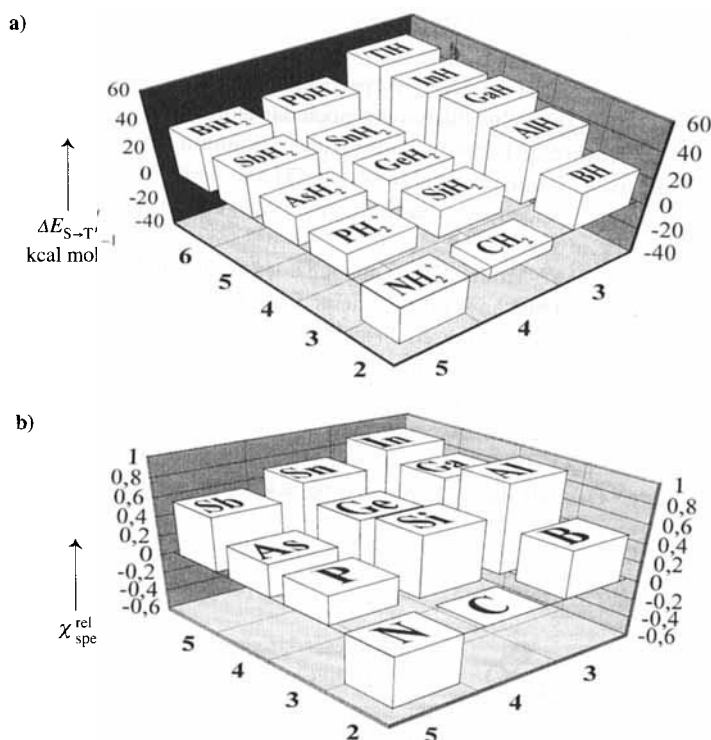 a)
60
40
20
0
-20
-40
ΔE S→T
kcal mol⁻¹
6
5
4
3
2
5
4
3
60
40
20
0
-20
-40
TlH
InH
GaH
AlH
BH
PbH₂
SnH₂
GeH₂
SiH₂
CH₂
BiH₂⁺
SbH₂⁺
AsH₂⁺
PH₂⁺
NH₂⁺
b)
1
0,8
0,6
0,4
0,2
0
-0,2
-0,4
-0,6
χ rel spe
5
4
3
2
5
4
3
1
0,8
0,6
0,4
0,2
0
-0,2
-0,4
-0,6
In
Ga
Al
B
Sn
Ge
Si
C
Sb
As
P
N